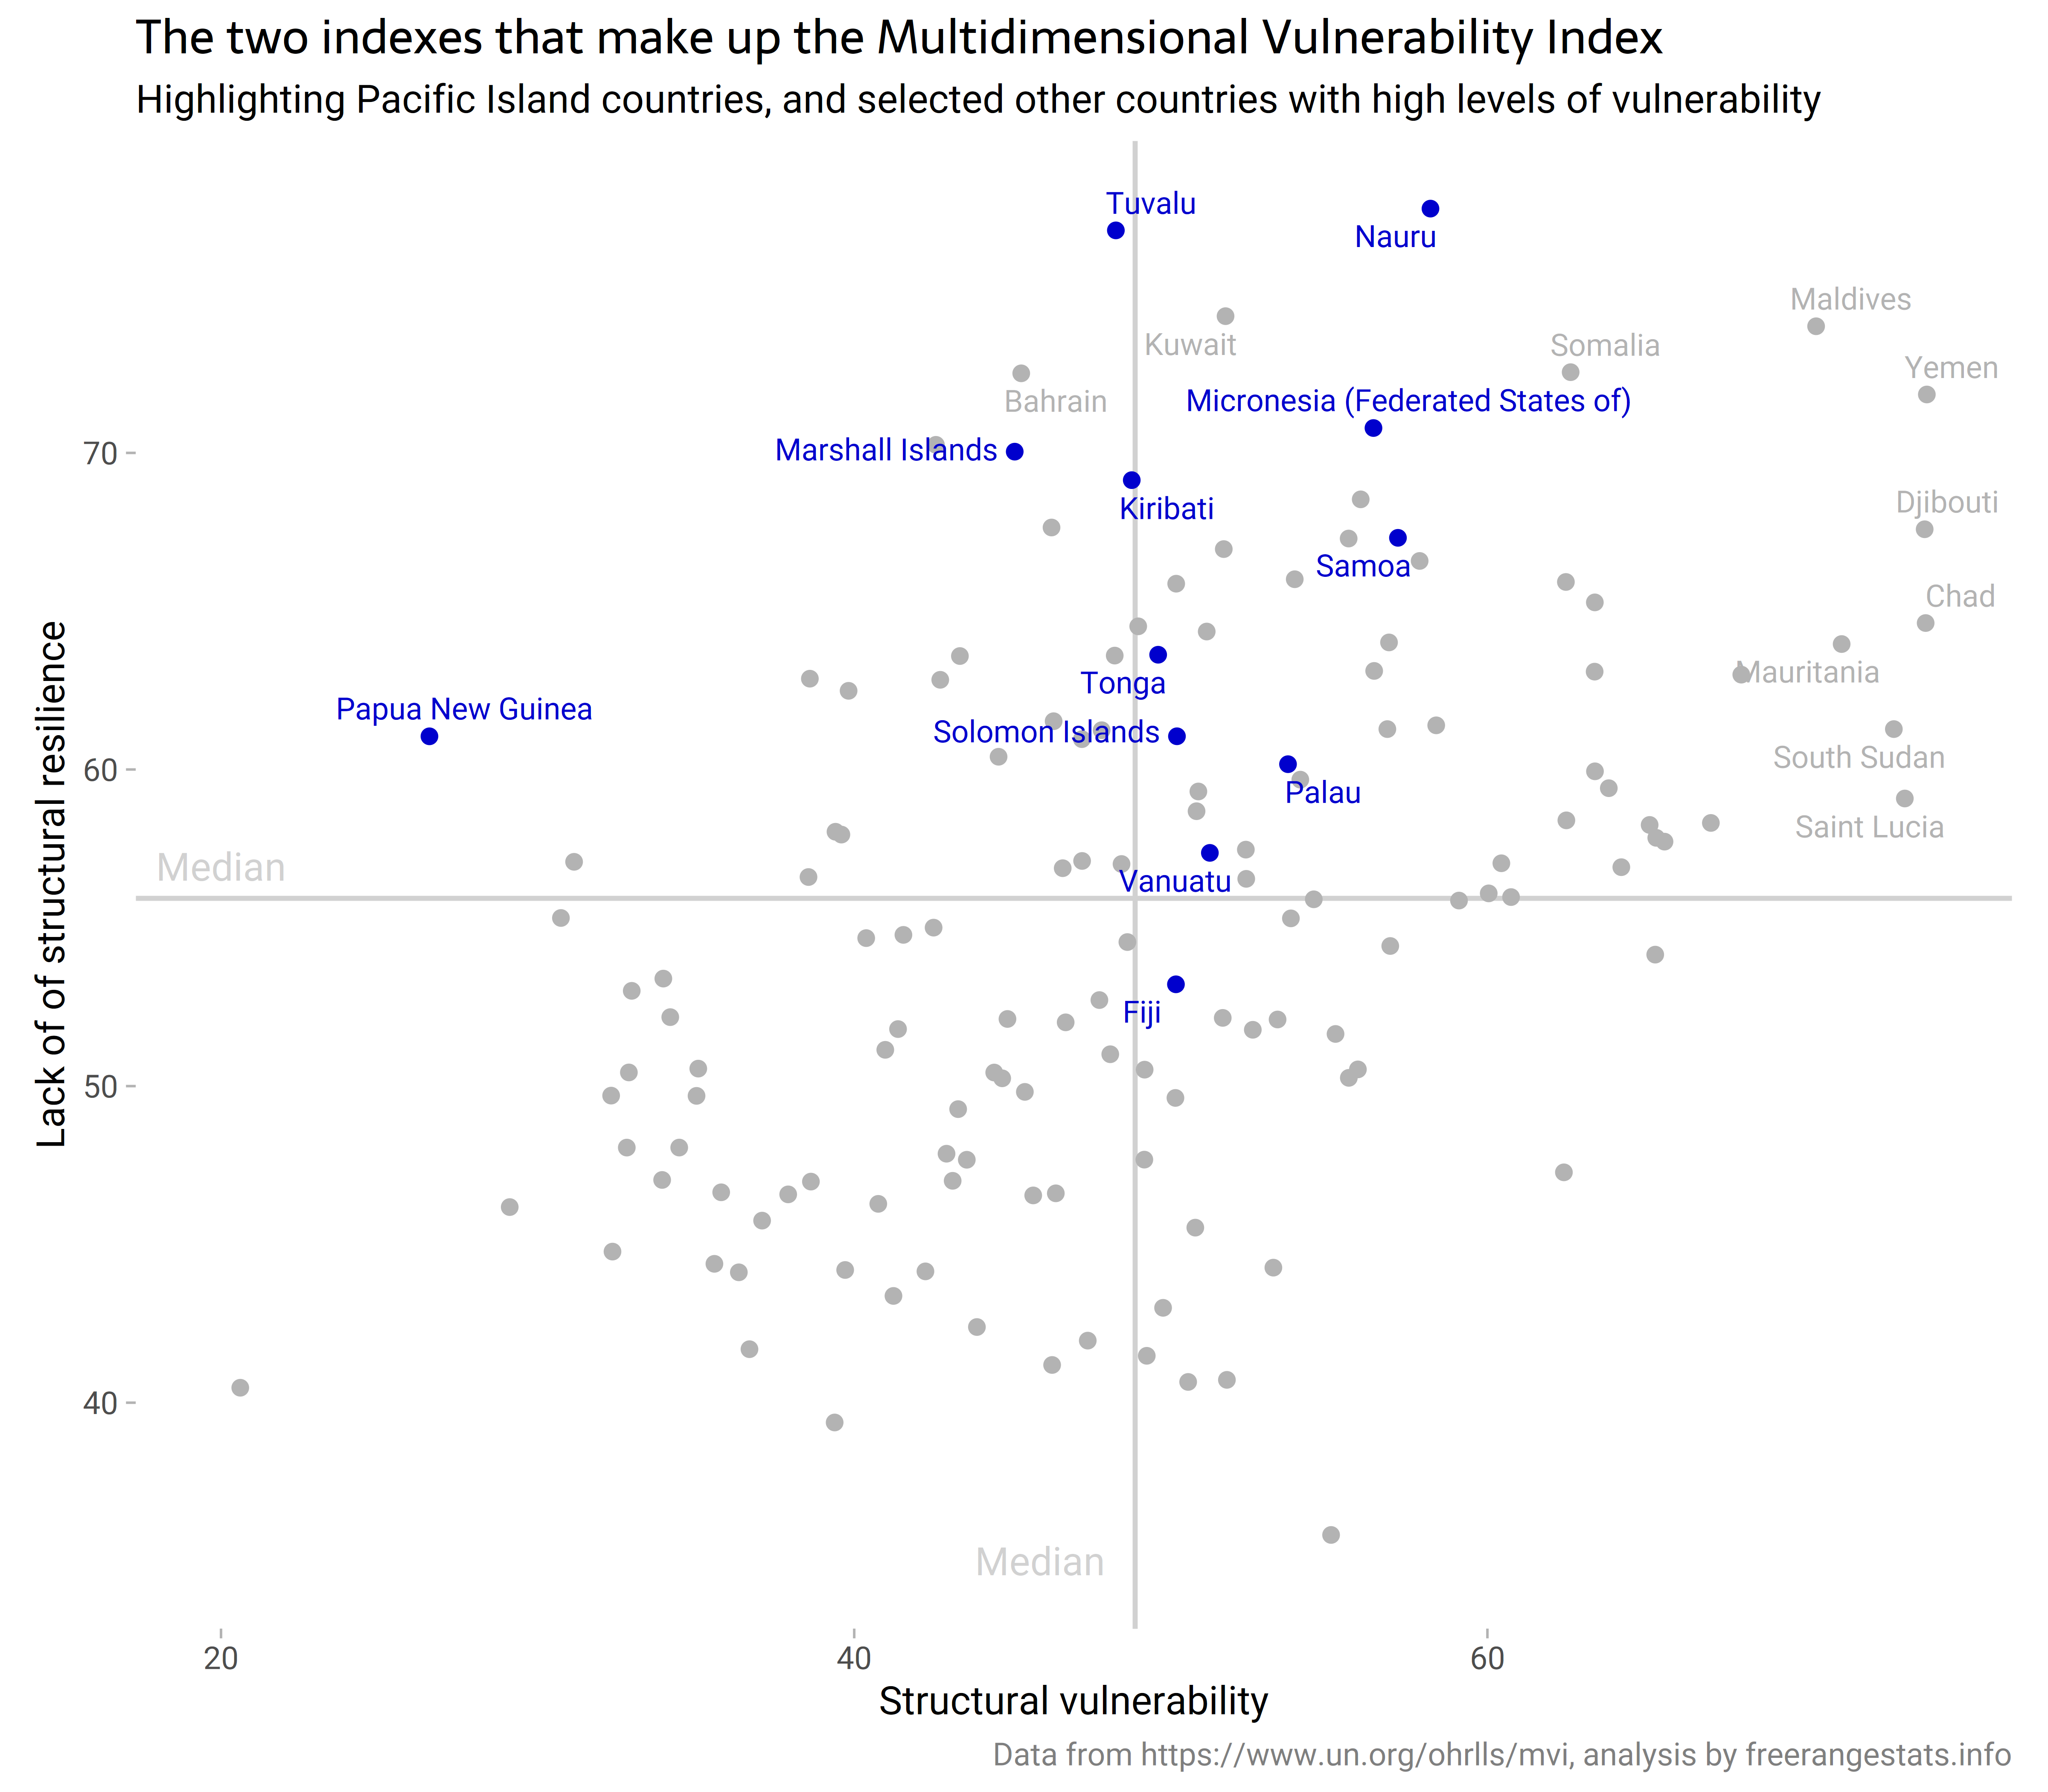 The two indexes that make up the Multidimensional Vulnerability Index
Highlighting Pacific Island countries, and selected other countries with high levels of vulnerability
Tuvalu
Nauru
Maldives
Kuwait
Somalia
Yemen
Bahrain
Micronesia (Federated States of)
70
Marshall Islands
Kiribati
Djibouti
Samoa
Chad
Mauritania
Tonga
Papua New Guinea
Solomon Islands
South Sudan
60
Palau
Saint Lucia
Median
Vanuatu
Lack of of structural resilience
Fiji
50
40
Median
20
40
60
Structural vulnerability
Data from https://www.un.org/ohrlls/mvi, analysis by freerangestats.info